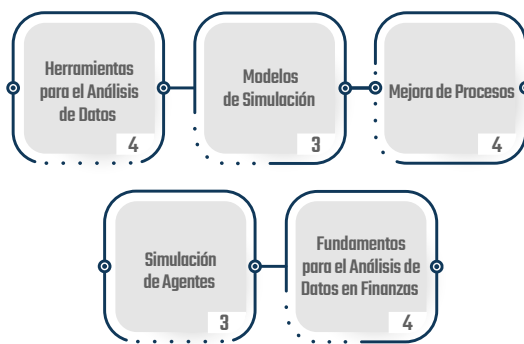 Herramientas
para el Análisis
de Datos
4
Modelos
de Simulación
3
Mejora de Procesos
4
Simulación
de Agentes
3
Fundamentos
para el Análisis de
Datos en Finanzas
4